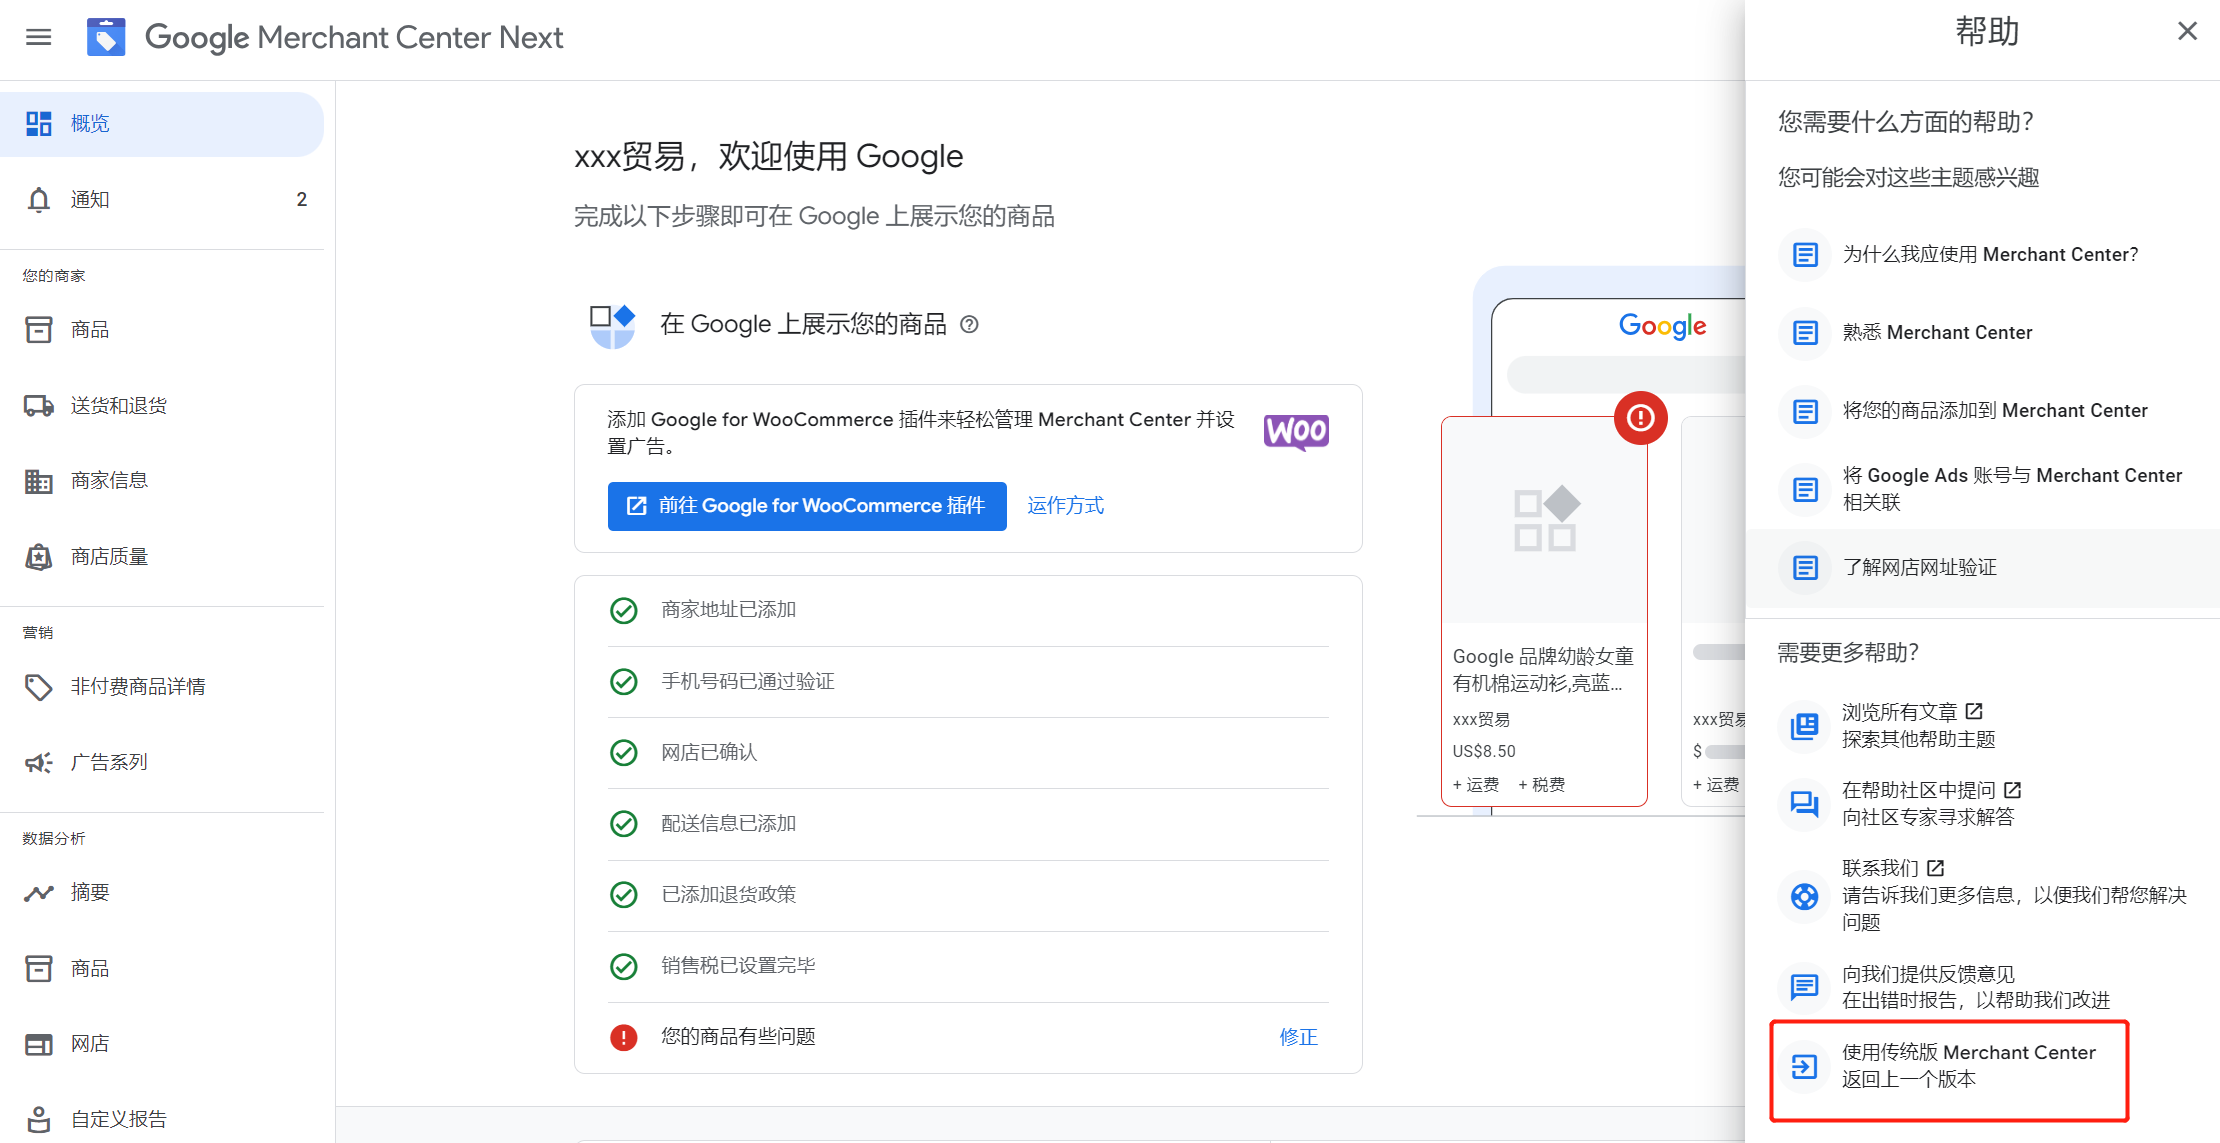 Google Merchant Center Next
概览
通知
2
您的商家
商品
送货和退货
商家信息
商店质量
营销
非付费商品详情
广告系列
数据分析
摘要
商品
网店
自定义报告
xxx贸易，欢迎使用 Google
完成以下步骤即可在 Google 上展示您的商品
在 Google 上展示您的商品
添加 Google for WooCommerce 插件来轻松管理 Merchant Center 并设
置广告。
WOO
前往 Google for WooCommerce 插件
运作方式
商家地址已添加
手机号码已通过验证
网店已确认
配送信息已添加
已添加退货政策
销售税已设置完毕
您的商品有些问题
修正
Google
Google 品牌幼龄女童
有机棉运动衫,亮蓝...
xxx贸易
US$8.50
+ 运费 + 税费
xxx贸易
$
+ 运费
帮助
您需要什么方面的帮助？
您可能会对这些主题感兴趣
为什么我应使用 Merchant Center？
熟悉 Merchant Center
将您的商品添加到 Merchant Center
将 Google Ads 账号与 Merchant Center
相关联
了解网店网址验证
需要更多帮助？
浏览所有文章
探索其他帮助主题
在帮助社区中提问
向社区专家寻求解答
联系我们
请告诉我们更多信息，以便我们帮您解决
问题
向我们提供反馈意见
在出错时报告，以帮助我们改进
使用传统版 Merchant Center
返回上一个版本